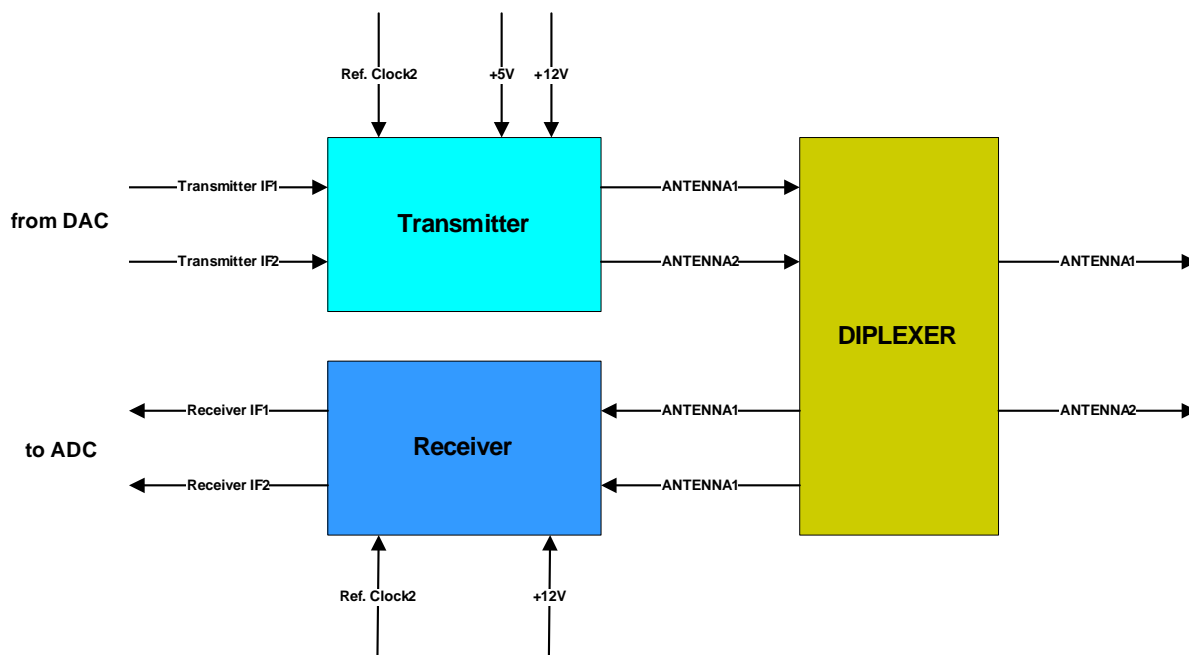 Ref. Clock2
+5V
+12V
Transmitter IF1
ANTENNA1
from DAC
Transmitter
Transmitter IF2
ANTENNA2
ANTENNA1
DIPLEXER
Receiver IF1
ANTENNA1
ANTENNA2
to ADC
Receiver
Receiver IF2
ANTENNA1
Ref. Clock2
+12V